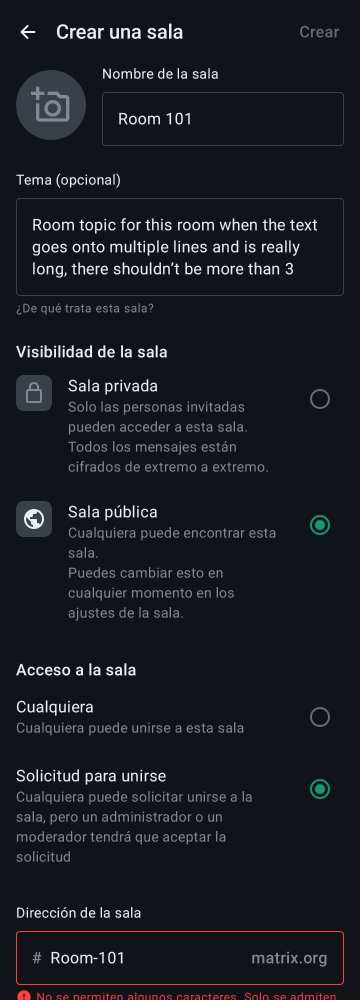 Crear una sala
Crear
Nombre de la sala
Room 101
Tema (opcional)
Room topic for this room when the text
goes onto multiple lines and is really
long, there shouldn’t be more than 3
¿De qué trata esta sala?
Visibilidad de la sala
Sala privada
Solo las personas invitadas
pueden acceder a esta sala.
Todos los mensajes están
cifrados de extremo a extremo.
Sala pública
Cualquiera puede encontrar esta
sala.
Puedes cambiar esto en
cualquier momento en los
ajustes de la sala.
Acceso a la sala
Cualquiera
Cualquiera puede unirse a esta sala
Solicitud para unirse
Cualquiera puede solicitar unirse a la
sala, pero un administrador o un
moderador tendrá que aceptar la
solicitud
Dirección de la sala
# Room-101 matrix.org
No se permiten algunos caracteres. Solo se admiten